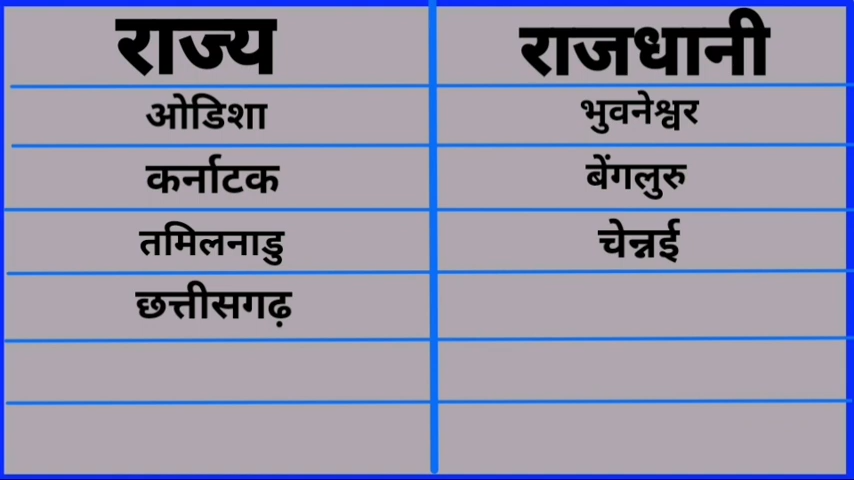 राज्य राजधानी
ओडिशा भुवनेश्वर
कर्नाटक बेंगलुरु
तमिलनाडु चेन्नई
छत्तीसगढ़